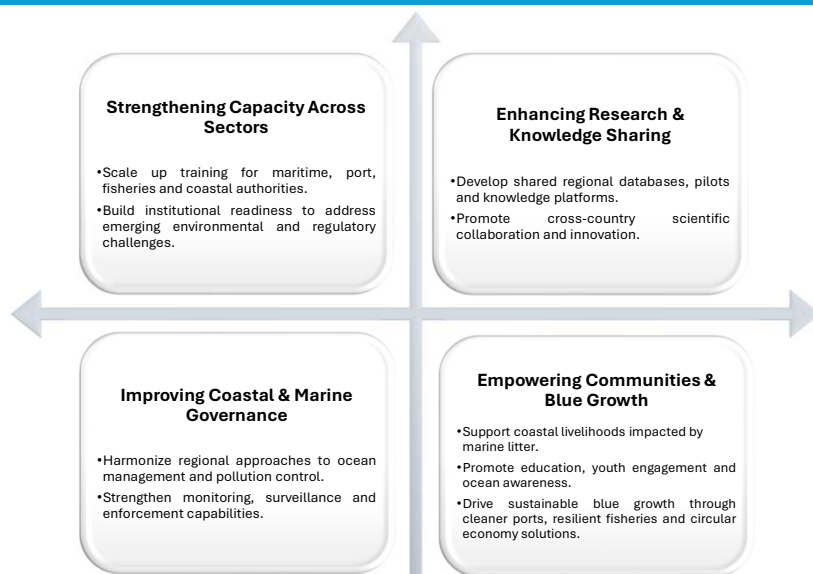 Strengthening Capacity Across
Sectors
•Scale up training for maritime, port,
fisheries and coastal authorities.
•Build institutional readiness to address
emerging environmental and regulatory
challenges.
Enhancing Research &
Knowledge Sharing
•Develop shared regional databases, pilots
and knowledge platforms.
•Promote cross-country scientific
collaboration and innovation.
Improving Coastal & Marine
Governance
•Harmonize regional approaches to ocean
management and pollution control.
•Strengthen monitoring, surveillance and
enforcement capabilities.
Empowering Communities &
Blue Growth
•Support coastal livelihoods impacted by
marine litter.
•Promote education, youth engagement and
ocean awareness.
•Drive sustainable blue growth through
cleaner ports, resilient fisheries and circular
economy solutions.